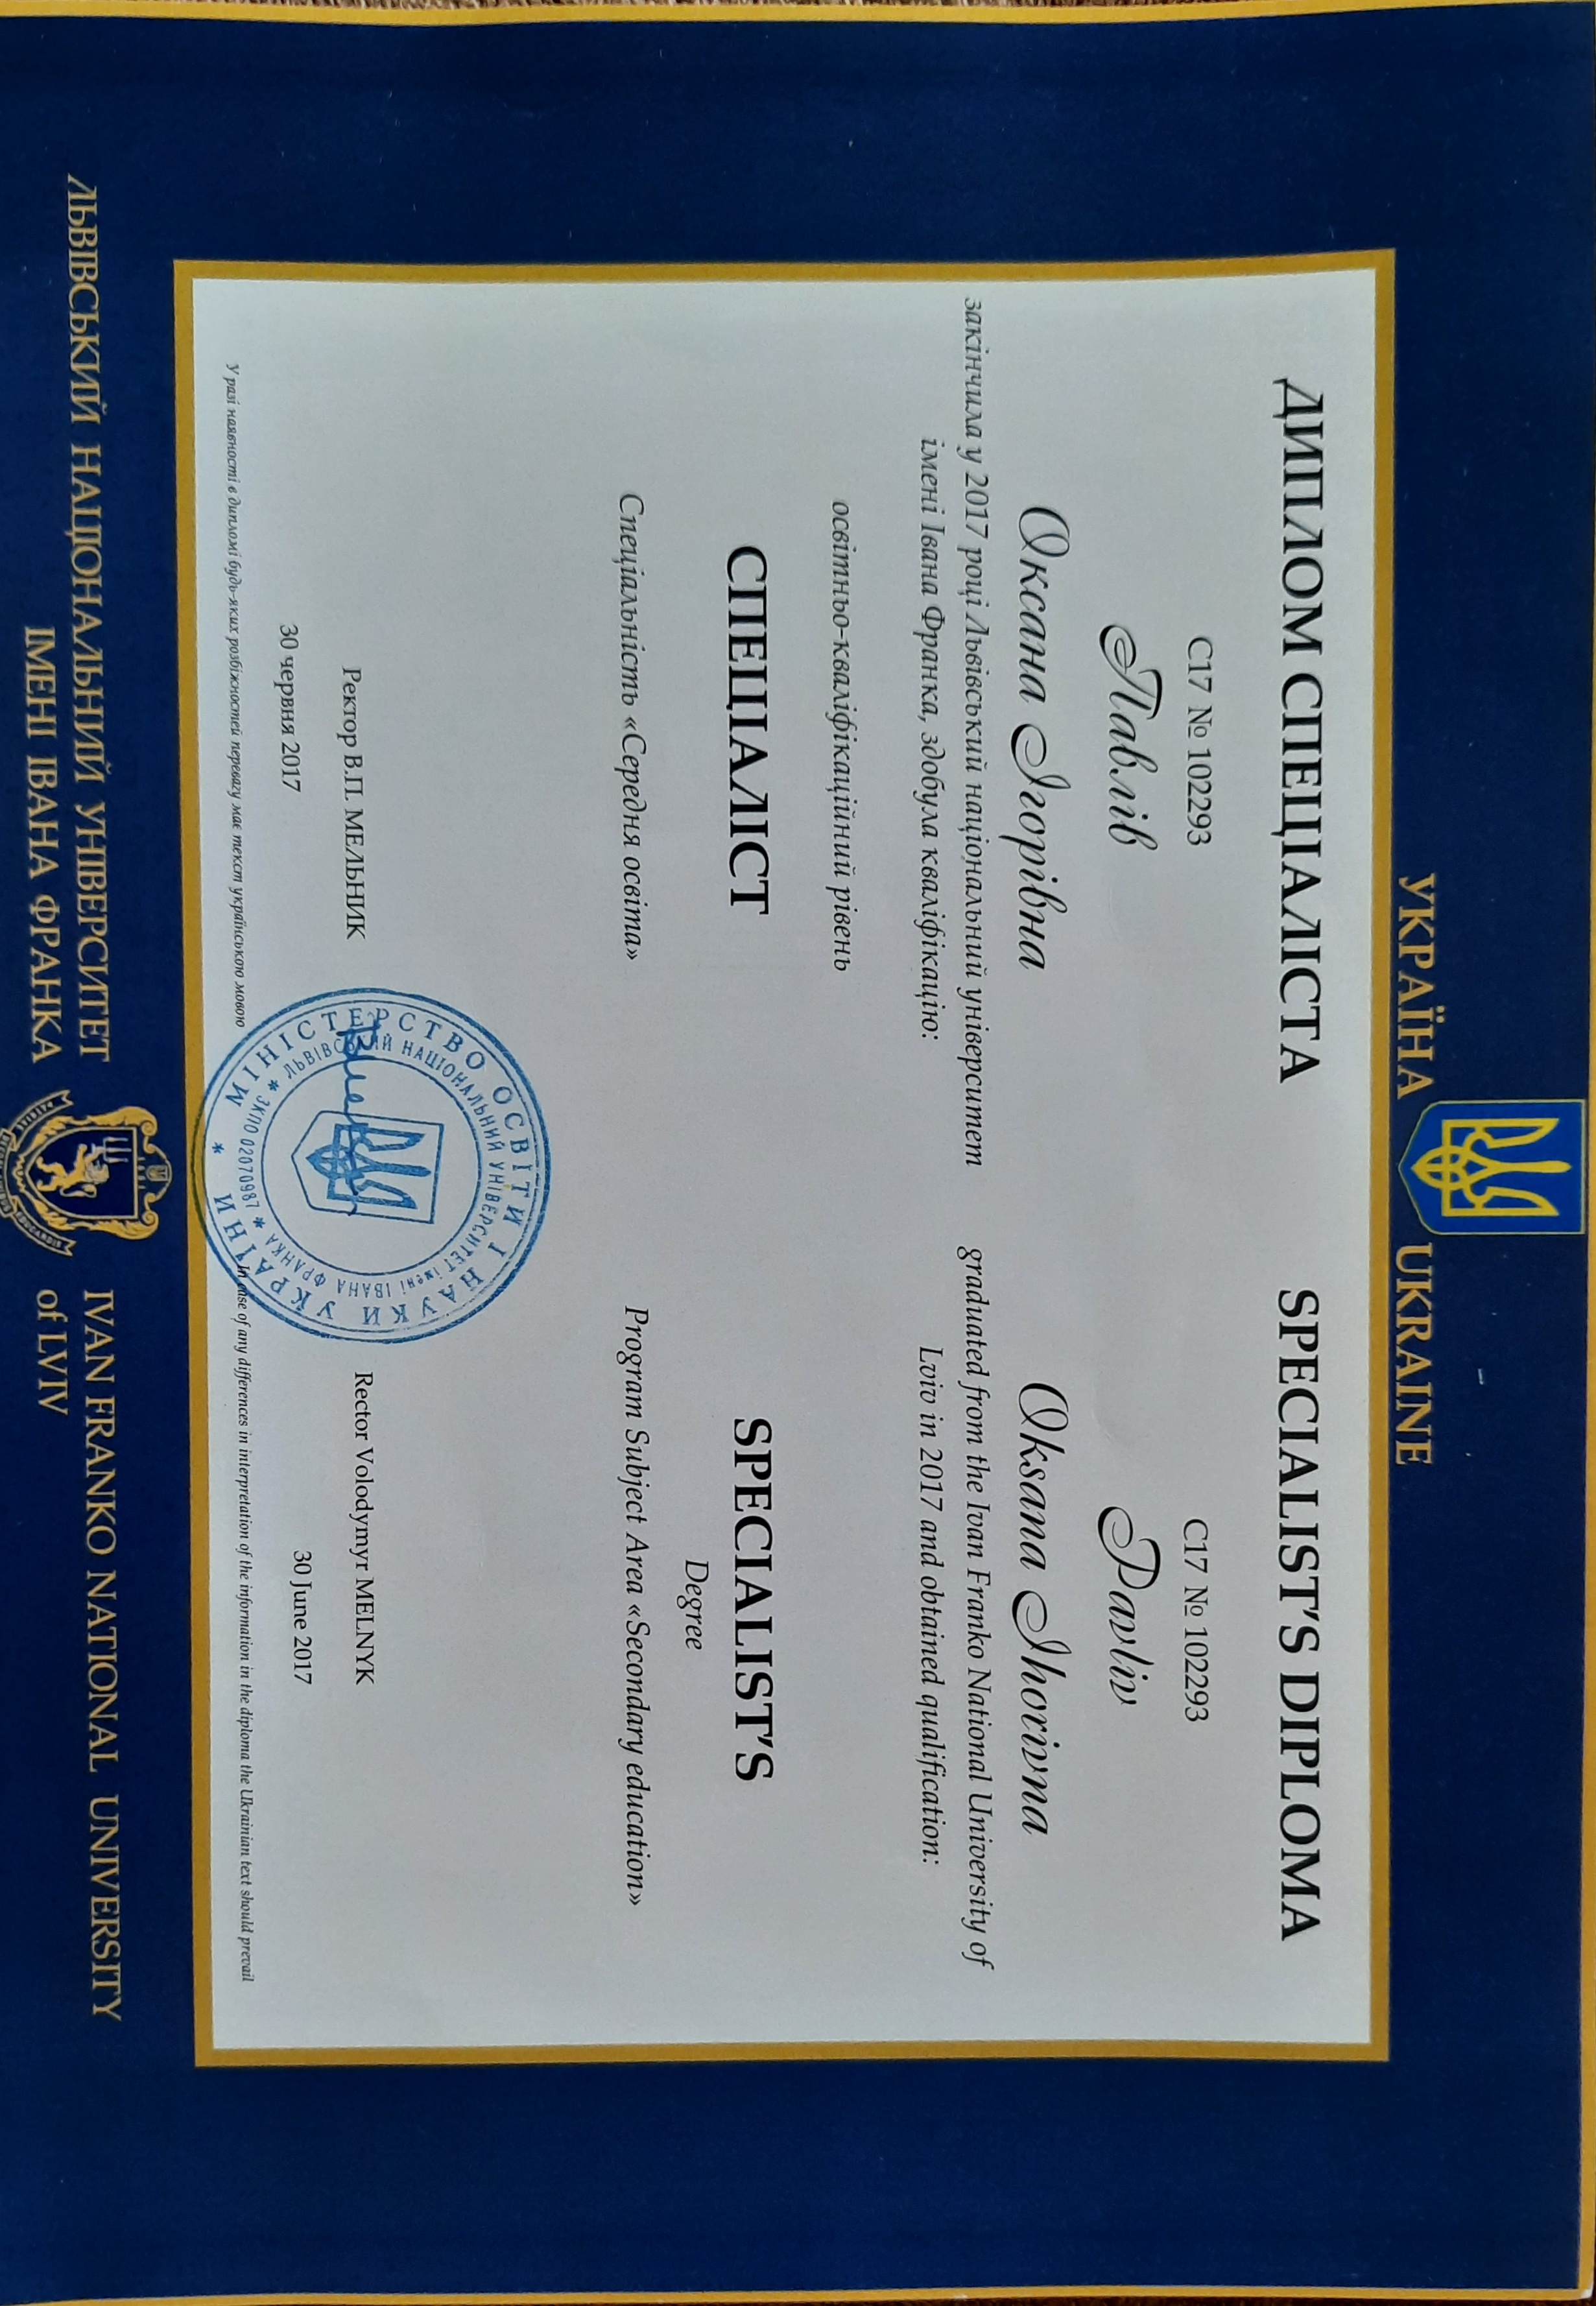 УКРАЇНА UKRAINE
ДИПЛОМ СПЕЦІАЛІСТА
С17 № 102293
Павлів
Оксана Ігорівна
закінчила у 2017 році Львівський національний університет
імені Івана Франка, здобула кваліфікацію:
освітньо-кваліфікаційний рівень
СПЕЦІАЛІСТ
Спеціальність «Середня освіта»
Ректор В.П. МЕЛЬНИК
30 червня 2017
У разі наявності в дипломі будь-яких розбіжностей перевагу має текст українською мовою
МІНІСТЕРСТВО ОСВІТИ І НАУКИ УКРАЇНИ *
* ЛЬВІВСЬКИЙ НАЦІОНАЛЬНИЙ УНІВЕРСИТЕТ імені ІВАНА ФРАНКА *
ЗКПО 02070987
SPECIALIST'S DIPLOMA
C17 № 102293
Pavliv
Oksana Ihorivna
graduated from the Ivan Franko National University of
Lviv in 2017 and obtained qualification:
SPECIALIST'S
Degree
Program Subject Area «Secondary education»
Rector Volodymyr MELNYK
30 June 2017
In case of any differences in interpretation of the information in the diploma the Ukrainian text should prevail
ЛЬВІВСЬКИЙ НАЦІОНАЛЬНИЙ УНІВЕРСИТЕТ
ІМЕНІ ІВАНА ФРАНКА
IVAN FRANKO NATIONAL UNIVERSITY
of LVIV